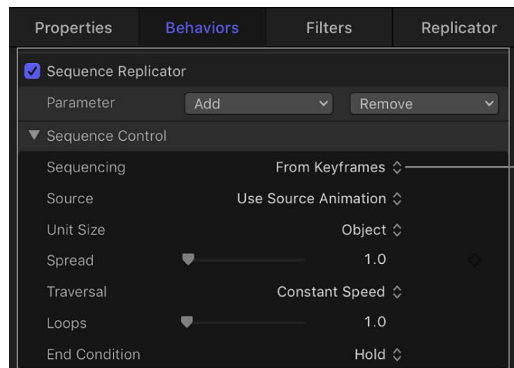 Properties Behaviors Filters Replicator
Sequence Replicator
Parameter Add Remove
Sequence Control
Sequencing From Keyframes
Source Use Source Animation
Unit Size Object
Spread 1.0
Traversal Constant Speed
Loops 1.0
End Condition Hold